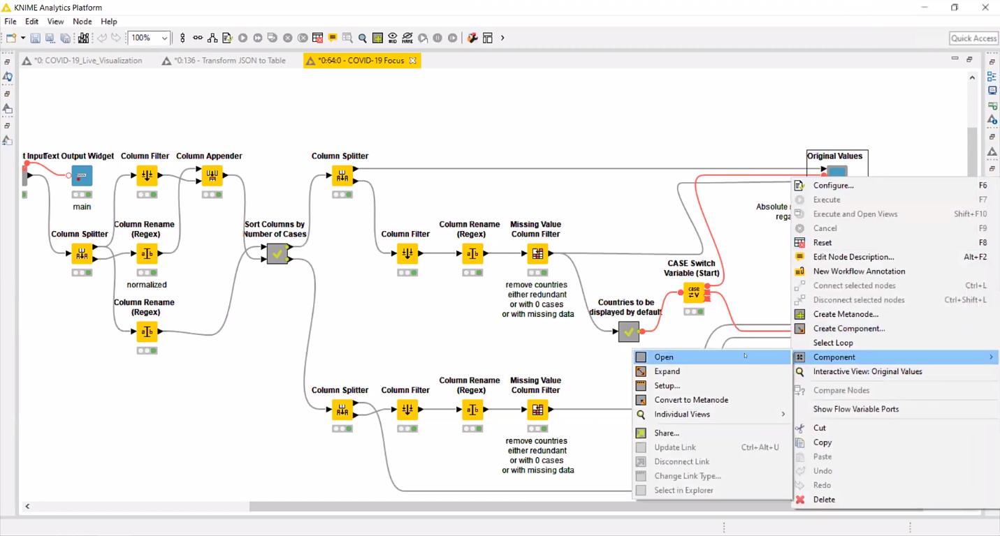 KNIME Analytics Platform
File Edit View Node Help
100%
#ID
NAME
Quick Access
*0: COVID-19_Live_Visualization
*0:136 - Transform JSON to Table
*0:64:0 - COVID-19 Focus
t Input
Text Output Widget
Column Filter
Column Appender
Column Splitter
Original Values
main
Column Splitter
Column Rename
(Regex)
Sort Columns by
Number of Cases
Column Filter
Column Rename
(Regex)
Missing Value
Column Filter
Absolute
rega
normalized
Column Rename
(Regex)
remove countries
either redundant
or with 0 cases
or with missing data
CASE Switch
Variable (Start)
case
Countries to be
displayed by default
Column Splitter
Column Filter
Column Rename
(Regex)
Missing Value
Column Filter
remove countries
either redundant
or with 0 cases
or with missing data
Configure... F6
Execute F7
Execute and Open Views Shift+F10
Cancel F9
Reset F8
Edit Node Description... Alt+F2
New Workflow Annotation
Connect selected nodes Ctrl+L
Disconnect selected nodes Ctrl+Shift+L
Create Metanode...
Create Component...
Select Loop
Component
Interactive View: Original Values
Compare Nodes
Show Flow Variable Ports
Cut
Copy
Paste
Undo
Redo
Delete
Open
Expand
Setup...
Convert to Metanode
Individual Views
Share...
Update Link Ctrl+Alt+U
Disconnect Link
Change Link Type...
Select in Explorer